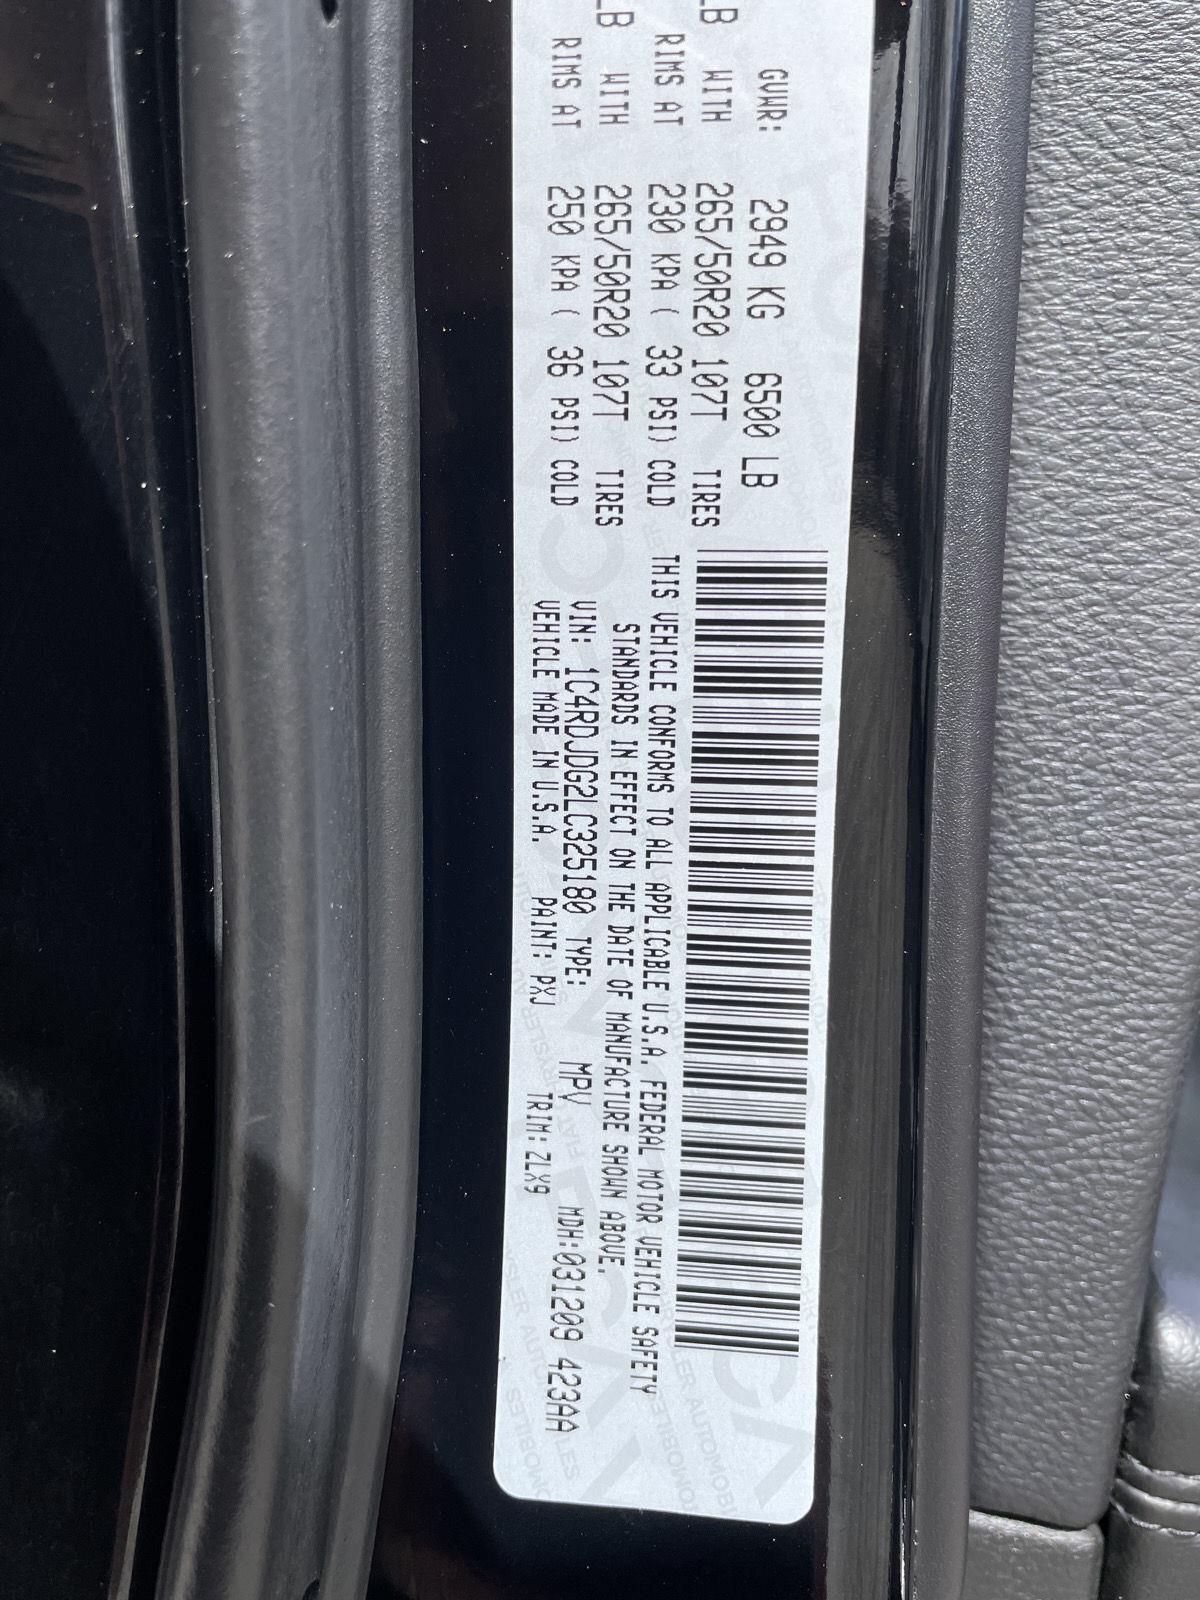 GVWR: 2949 KG 6500 LB
LB WITH 265/50R20 107T TIRES
RIMS AT 230 KPA ( 33 PSI) COLD
LB WITH 265/50R20 107T TIRES
RIMS AT 250 KPA ( 36 PSI) COLD
THIS VEHICLE CONFORMS TO ALL APPLICABLE U.S.A. FEDERAL MOTOR VEHICLE SAFETY
STANDARDS IN EFFECT ON THE DATE OF MANUFACTURE SHOWN ABOVE.
VIN: 1C4RDJDG2LC325180 TYPE: MPV MDH:031209 423AA
VEHICLE MADE IN U.S.A. PAINT: PXJ TRIM:ZLX9